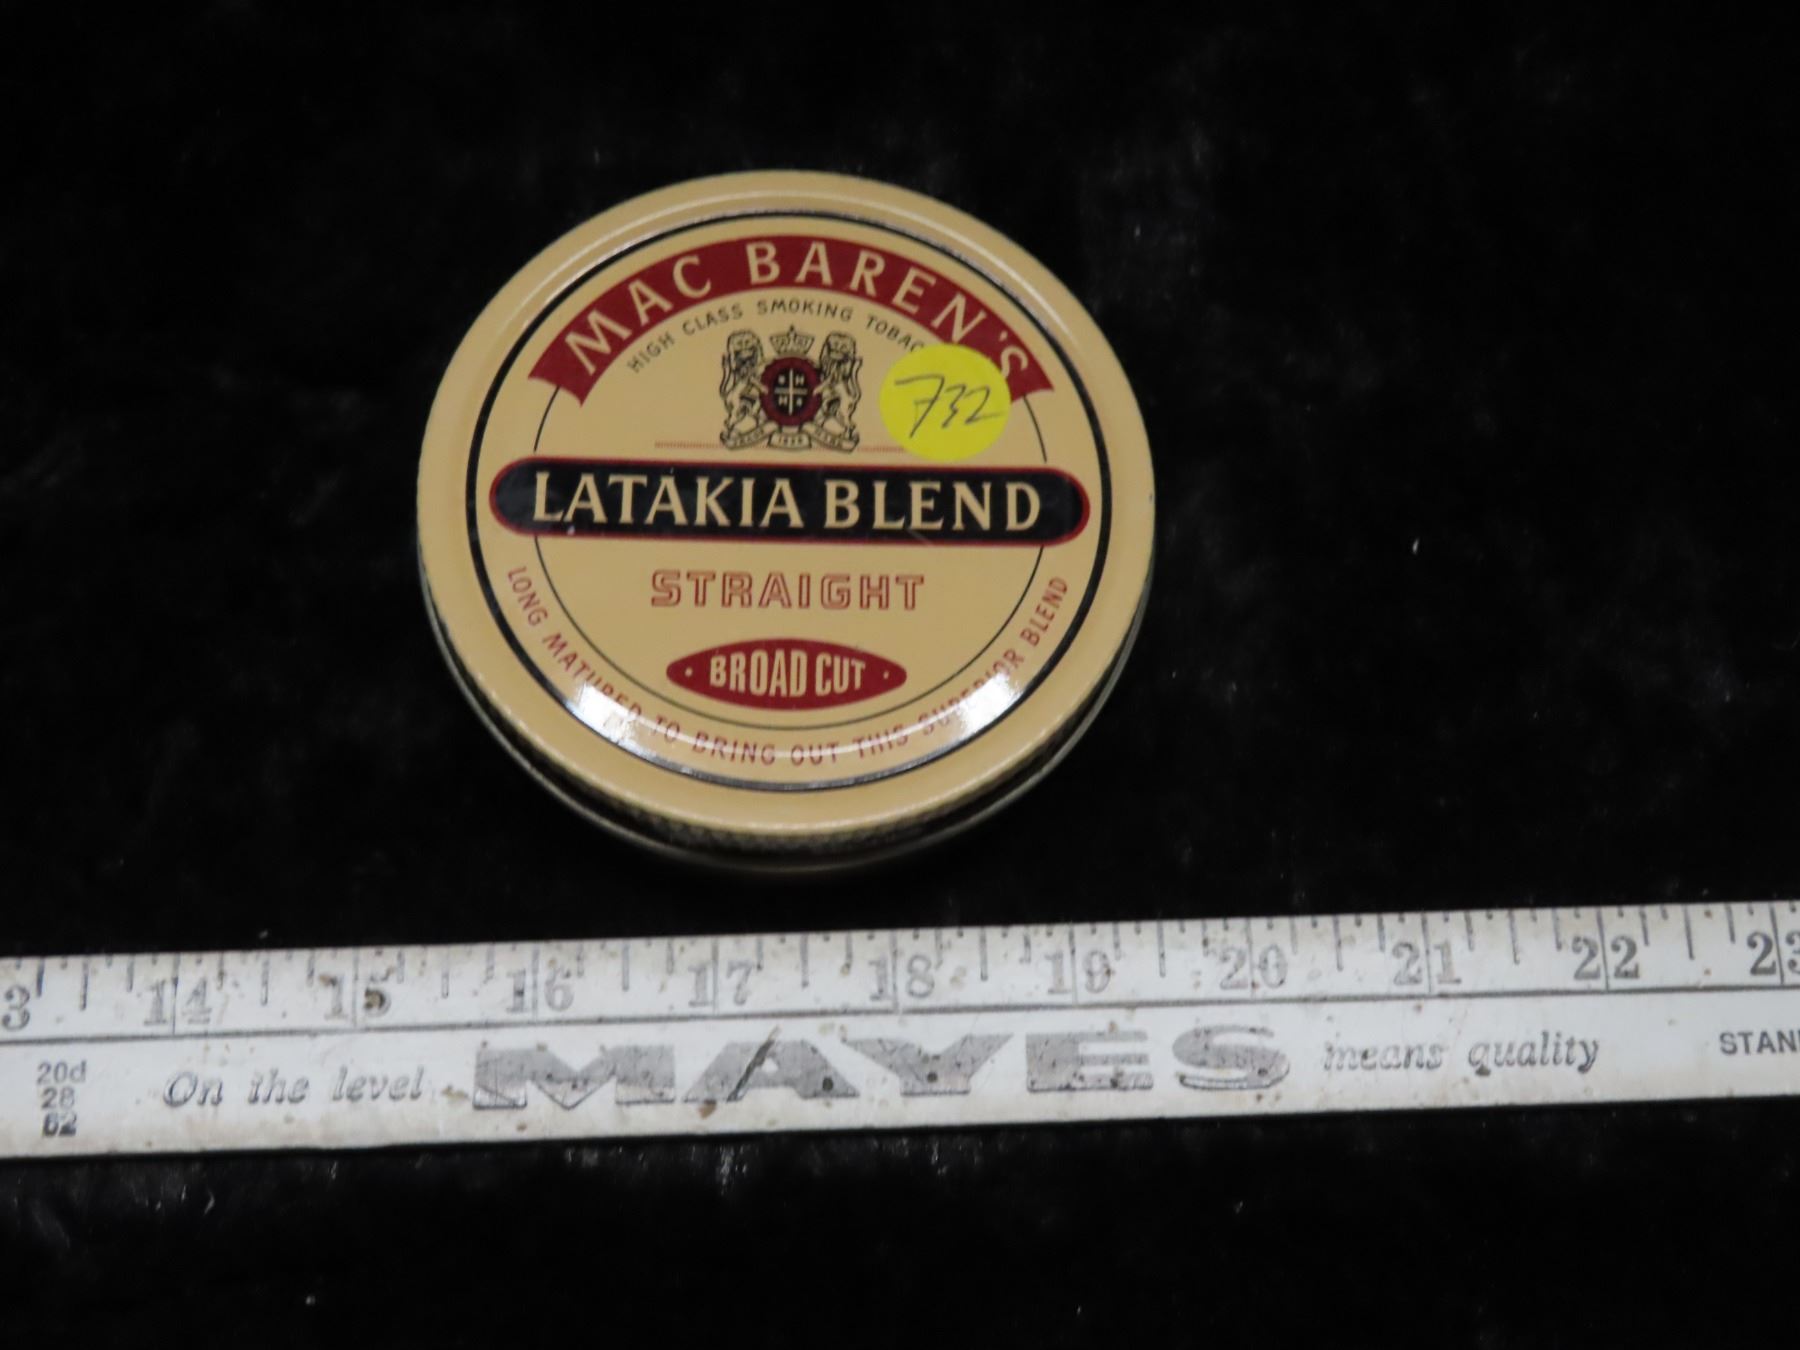 MAC BAREN'S
HIGH CLASS SMOKING TOBAC
732
LATAKIA BLEND
STRAIGHT
BROAD CUT
LONG MATURED TO BRING OUT THIS SUPERIOR BLEND
3 14 15 16 17 18 19 20 21 22 23
20d
28
On the level MAYES means quality STAN